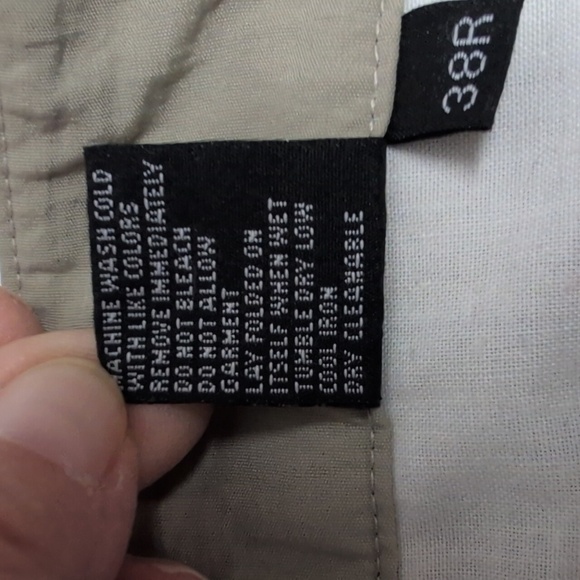 38R
MACHINE WASH COLD
WITH LIKE COLORS
REMOVE IMMEDIATELY
DO NOT BLEACH
DO NOT ALLOW
GARMENT
LAY FOLDED ON
ITSELF WHEN WET
TUMBLE DRY LOW
COOL IRON
DRY CLEANABLE